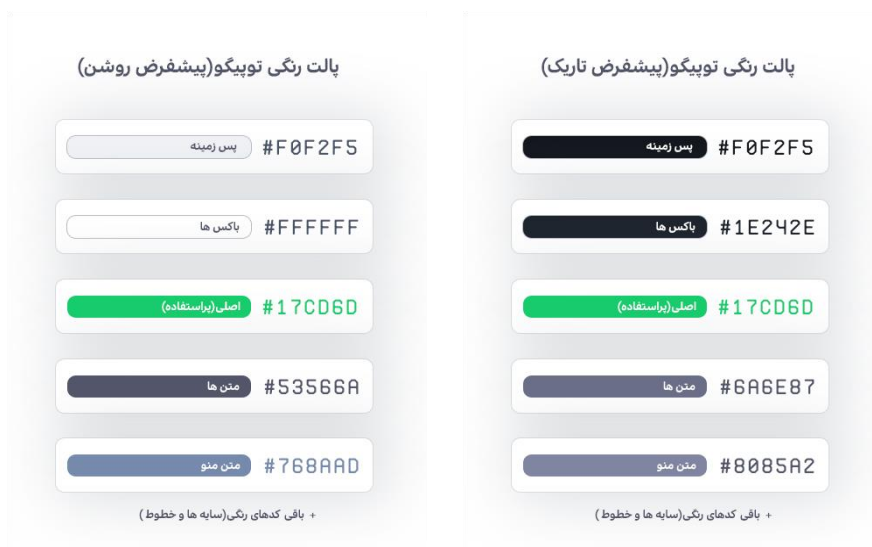 پالت رنگی توپیگو(پیشفرض تاریک)
#F0F2F5 پس زمینه
#1E242E باکس ها
#17CD6D اصلی(پراستفاده)
#6A6E87 متن ها
#8085A2 متن منو
+ باقی کدهای رنگی(سایه ها و خطوط )
پالت رنگی توپیگو(پیشفرض روشن)
#F0F2F5 پس زمینه
#FFFFFF باکس ها
#17CD6D اصلی(پراستفاده)
#53566A متن ها
#768AAD متن منو
+ باقی کدهای رنگی(سایه ها و خطوط )